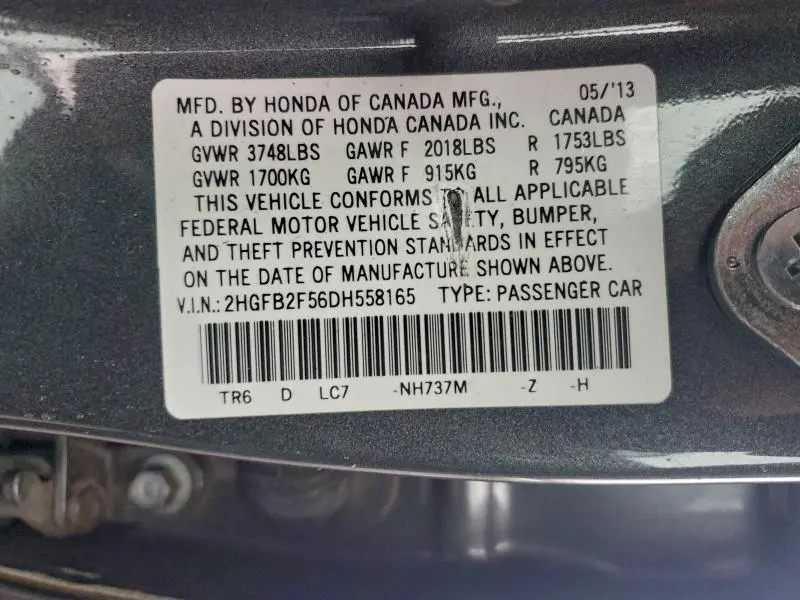 MFD. BY HONDA OF CANADA MFG., 05/'13
A DIVISION OF HONDA CANADA INC. CANADA
GVWR 3748LBS GAWR F 2018LBS R 1753LBS
GVWR 1700KG GAWR F 915KG R 795KG
THIS VEHICLE CONFORMS TO ALL APPLICABLE
FEDERAL MOTOR VEHICLE SAFETY, BUMPER,
AND THEFT PREVENTION STANDARDS IN EFFECT
ON THE DATE OF MANUFACTURE SHOWN ABOVE.
V.I.N.: 2HGFB2F56DH558165 TYPE: PASSENGER CAR
TR6 D LC7 -NH737M -Z -H